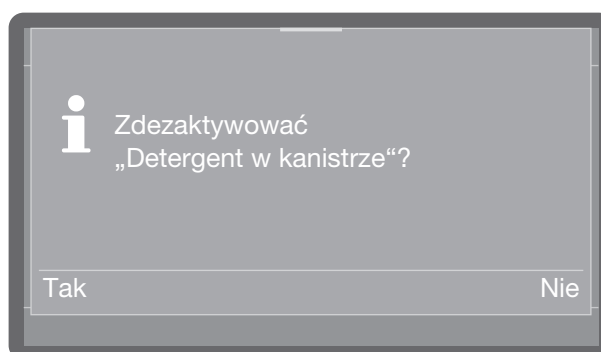 Zdezaktywować
„Detergent w kanistrze“?
Tak Nie